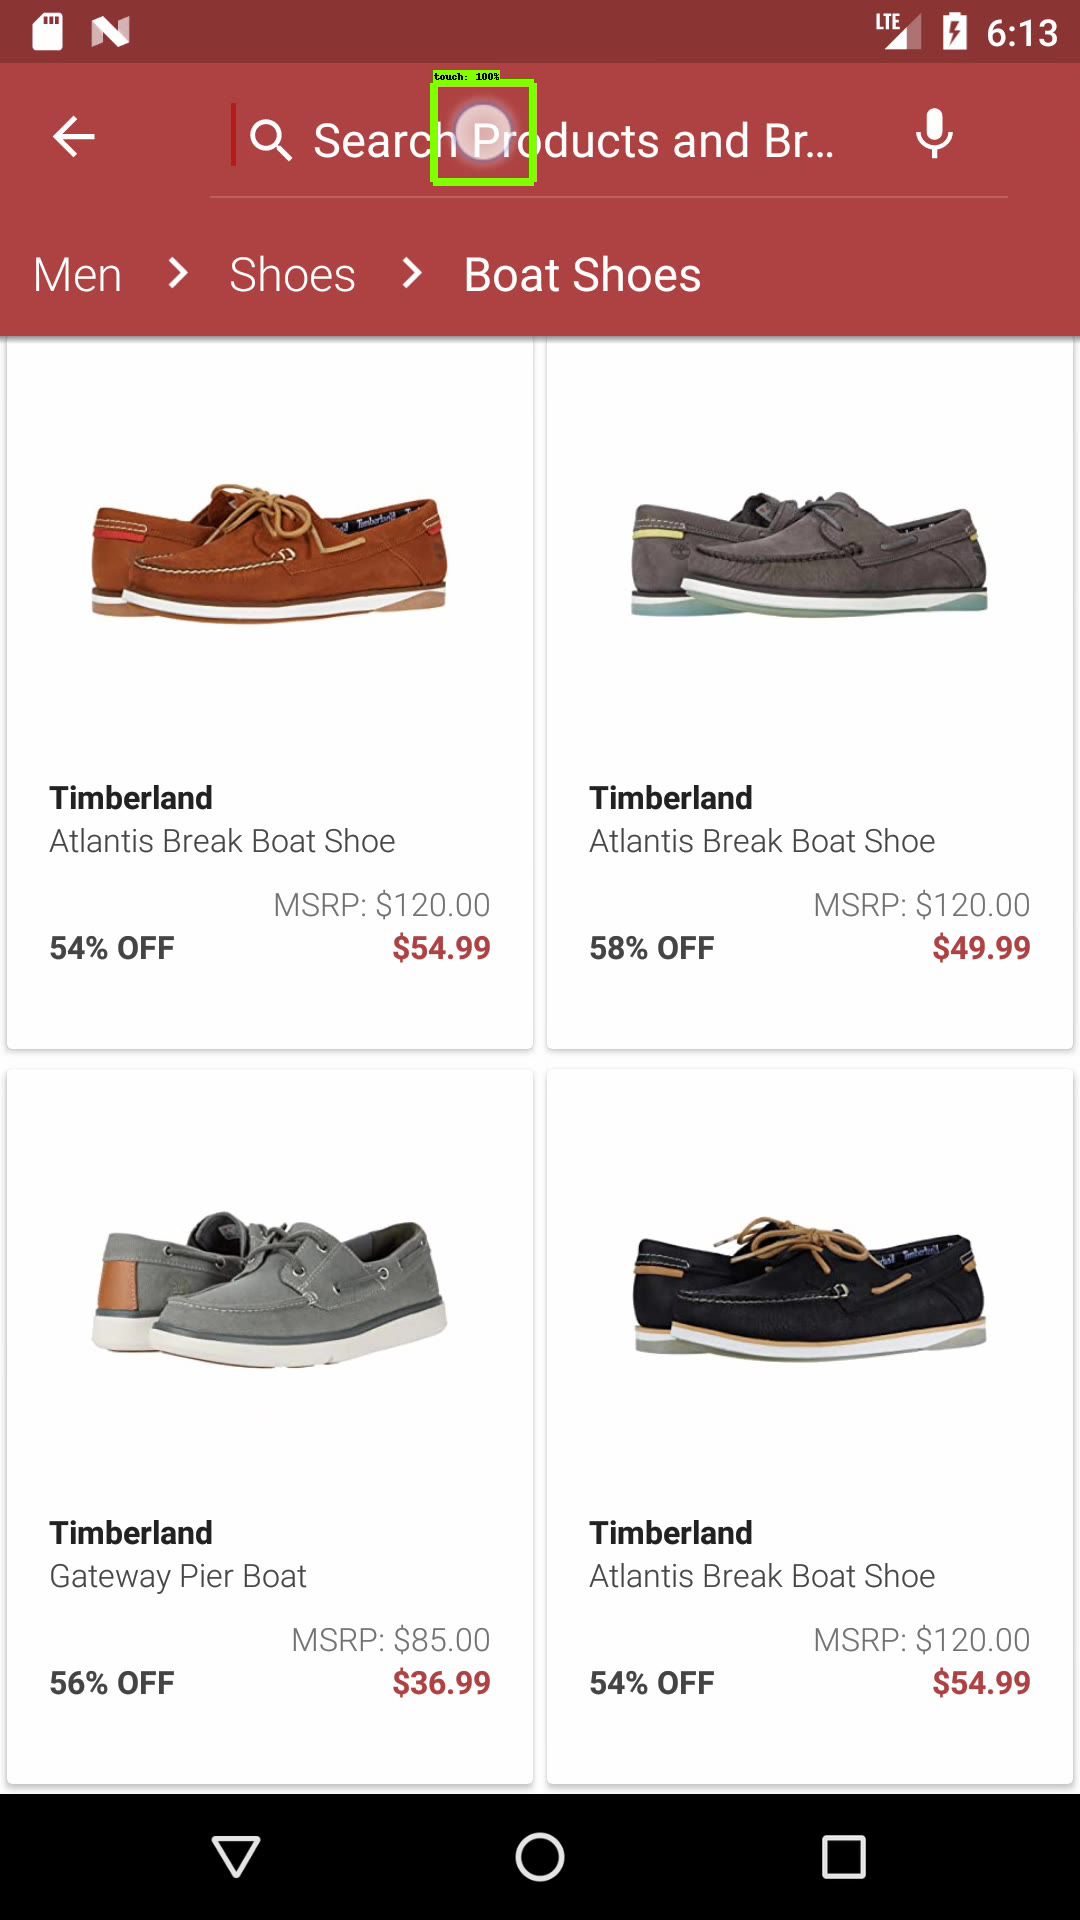 LTE 6:13
touch: 100%
Search Products and Br...
Men > Shoes > Boat Shoes
Timberland
Atlantis Break Boat Shoe
MSRP: $120.00
54% OFF $54.99
Timberland
Atlantis Break Boat Shoe
MSRP: $120.00
58% OFF $49.99
Timberland
Gateway Pier Boat
MSRP: $85.00
56% OFF $36.99
Timberland
Atlantis Break Boat Shoe
MSRP: $120.00
54% OFF $54.99